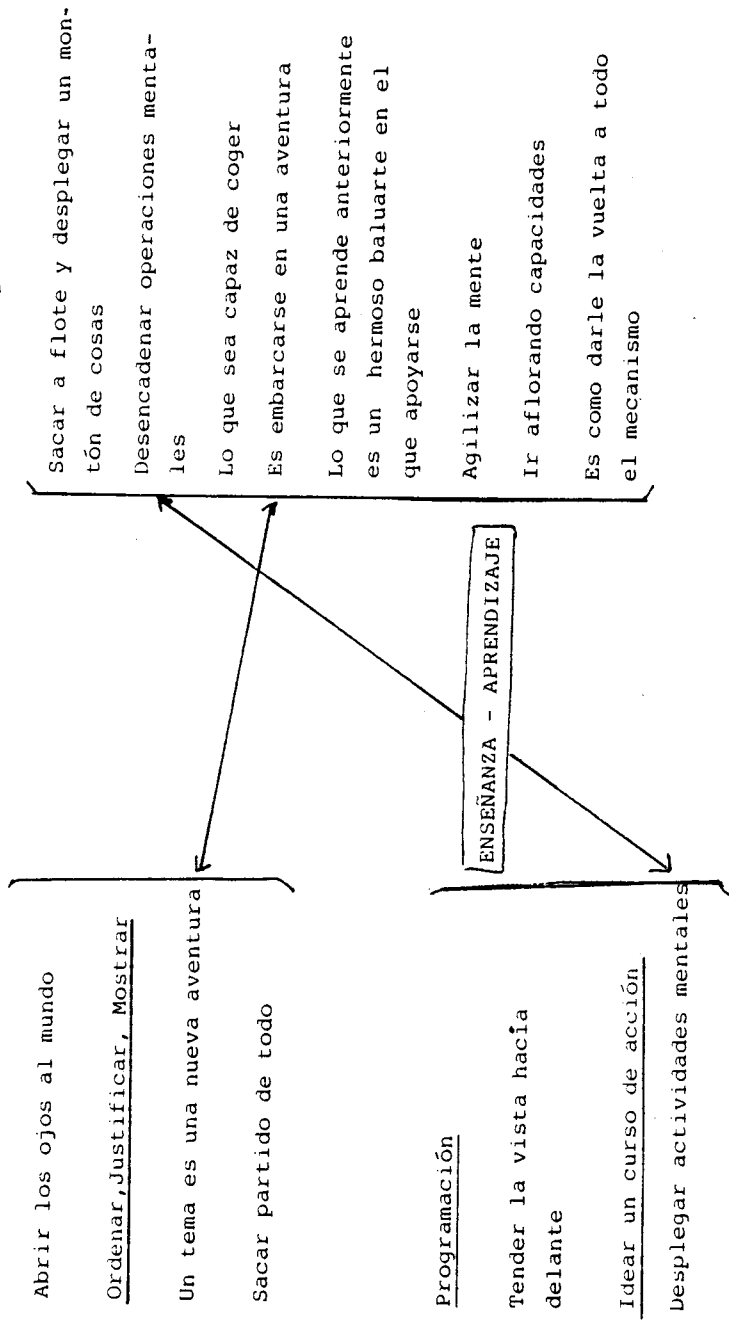 Abrir los ojos al mundo
Ordenar,Justificar, Mostrar
Un tema es una nueva aventura
Sacar partido de todo
Programación
Tender la vista hacia
delante
Idear un curso de acción
Desplegar actividades mentales
ENSEÑANZA - APRENDIZAJE
Sacar a flote y desplegar un mon-
tón de cosas
Desencadenar operaciones menta-
les
Lo que sea capaz de coger
Es embarcarse en una aventura
Lo que se aprende anteriormente
es un hermoso baluarte en el
que apoyarse
Agilizar la mente
Ir aflorando capacidades
Es como darle la vuelta a todo
el mecanismo